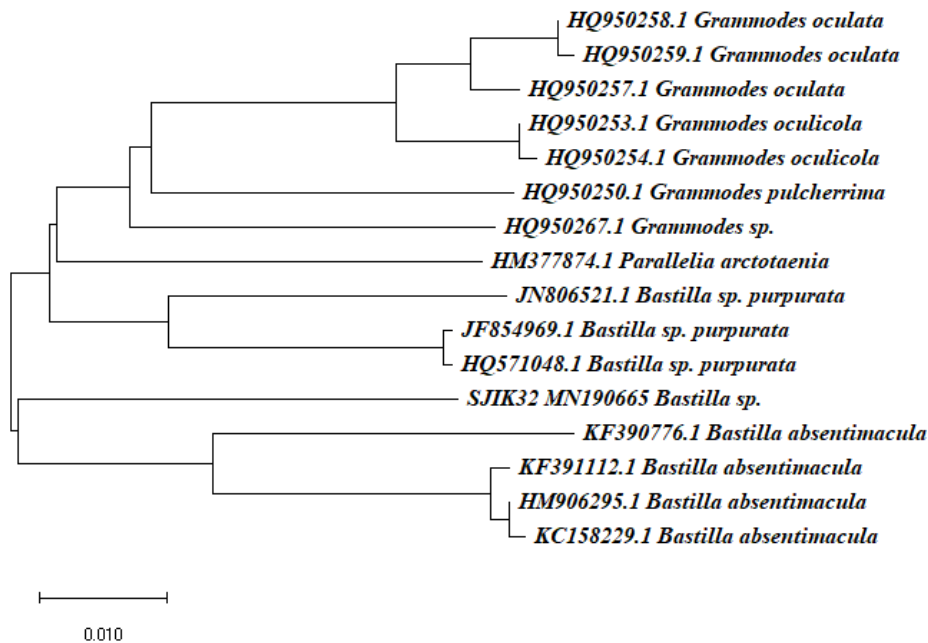 HQ950258.1 Grammodes oculata
HQ950259.1 Grammodes oculata
HQ950257.1 Grammodes oculata
HQ950253.1 Grammodes oculicola
HQ950254.1 Grammodes oculicola
HQ950250.1 Grammodes pulcherrima
HQ950267.1 Grammodes sp.
HM377874.1 Parallelia arctotaenia
JN806521.1 Bastilla sp. purpurata
JF854969.1 Bastilla sp. purpurata
HQ571048.1 Bastilla sp. purpurata
SJIK32 MN190665 Bastilla sp.
KF390776.1 Bastilla absentimacula
KF391112.1 Bastilla absentimacula
HM906295.1 Bastilla absentimacula
KC158229.1 Bastilla absentimacula
0.010